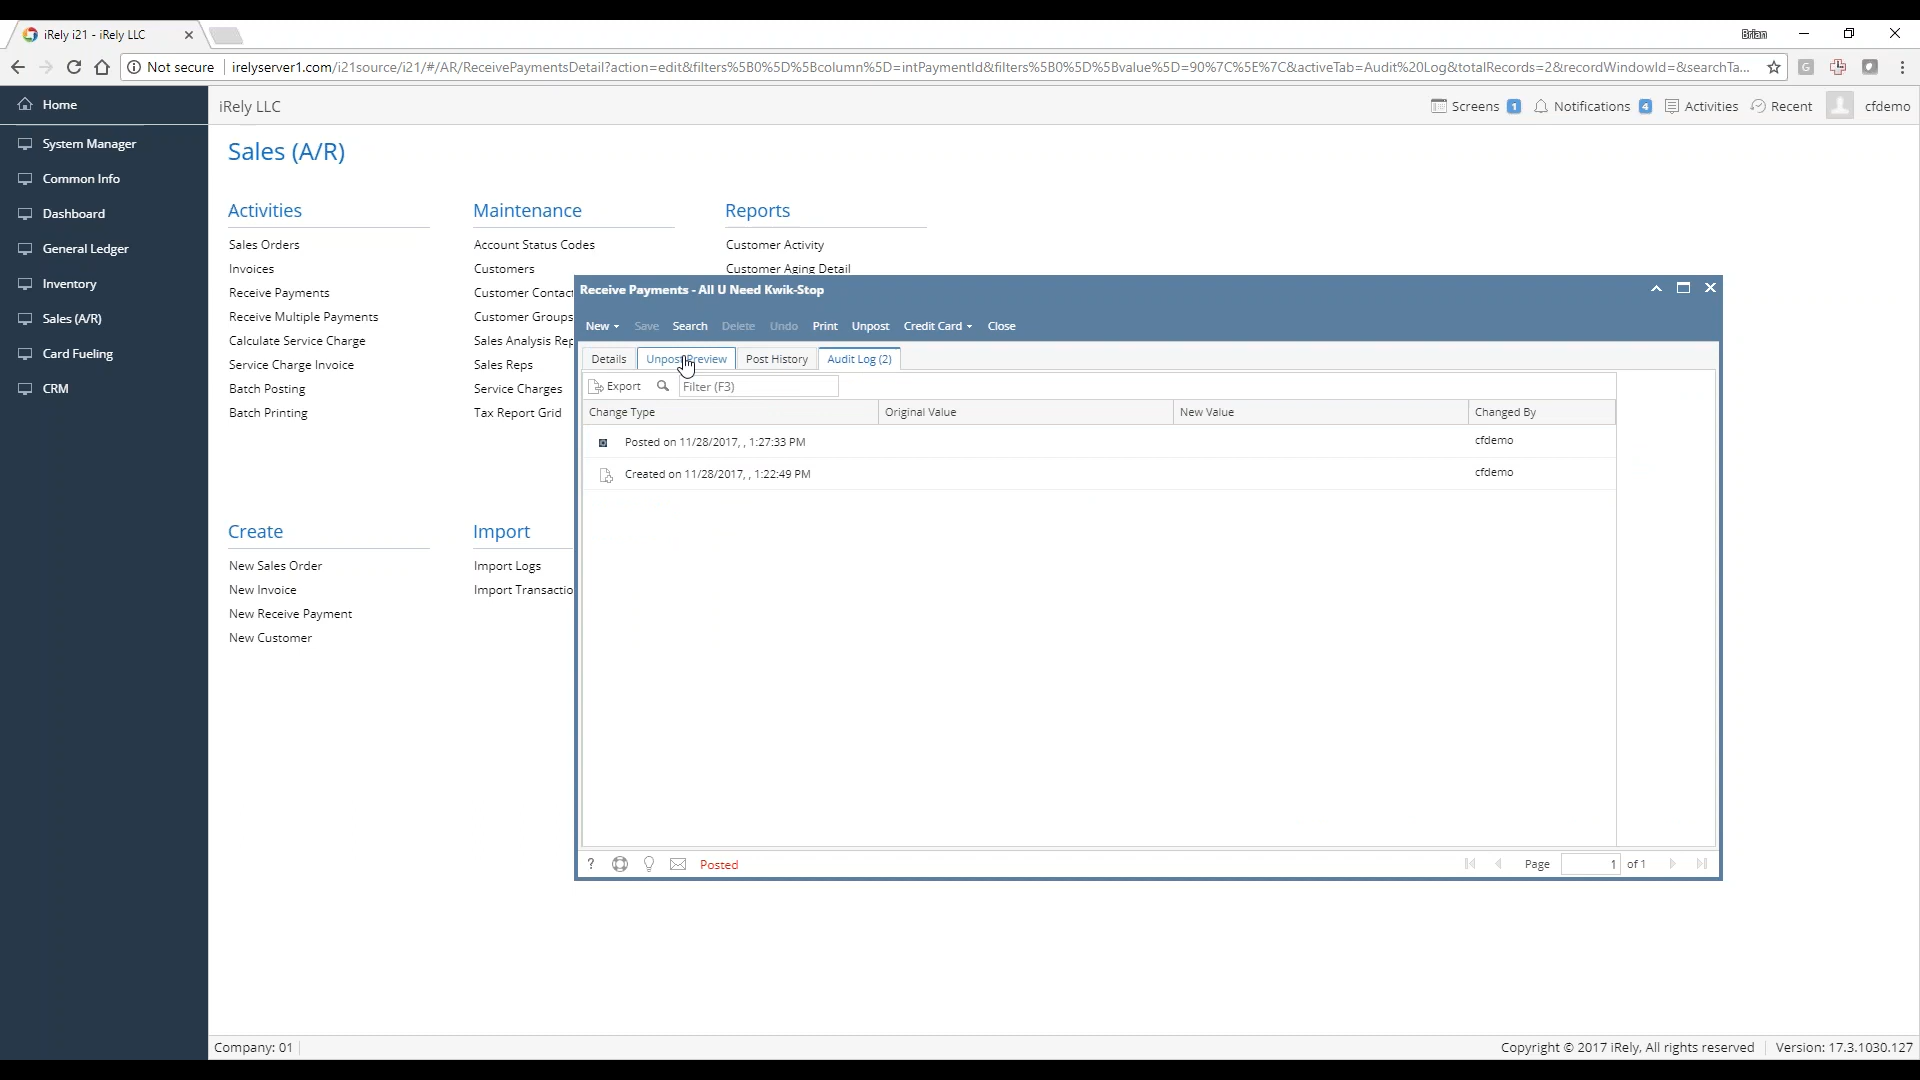 iRely i21 - iRely LLC
Brian
Not secure irelyserver1.com/i21source/i21/#/AR/ReceivePaymentsDetail?action=edit&filters%5B0%5D%5Bcolumn%5D=intPaymentId&filters%5B0%5D%5Bvalue%5D=90%7C%5E%7C&activeTab=Audit%20Log&totalRecords=2&recordWindowId=&searchTa...
Home
iRely LLC
Screens 1 Notifications 4 Activities Recent cfdemo
System Manager
Common Info
Dashboard
General Ledger
Inventory
Sales (A/R)
Card Fueling
CRM
Sales (A/R)
Activities
Sales Orders
Invoices
Receive Payments
Receive Multiple Payments
Calculate Service Charge
Service Charge Invoice
Batch Posting
Batch Printing
Maintenance
Account Status Codes
Customers
Customer Contact
Customer Groups
Sales Analysis Rep
Sales Reps
Service Charges
Tax Report Grid
Reports
Customer Activity
Customer Aging Detail
Create
New Sales Order
New Invoice
New Receive Payment
New Customer
Import
Import Logs
Import Transactio
Receive Payments - All U Need Kwik-Stop
New Save Search Delete Undo Print Unpost Credit Card Close
Details Unpost Preview Post History Audit Log (2)
Export Filter (F3)
Change Type Original Value New Value Changed By
Posted on 11/28/2017, , 1:27:33 PM cfdemo
Created on 11/28/2017, , 1:22:49 PM cfdemo
? Posted Page 1 of 1
Company: 01
Copyright © 2017 iRely, All rights reserved Version: 17.3.1030.127